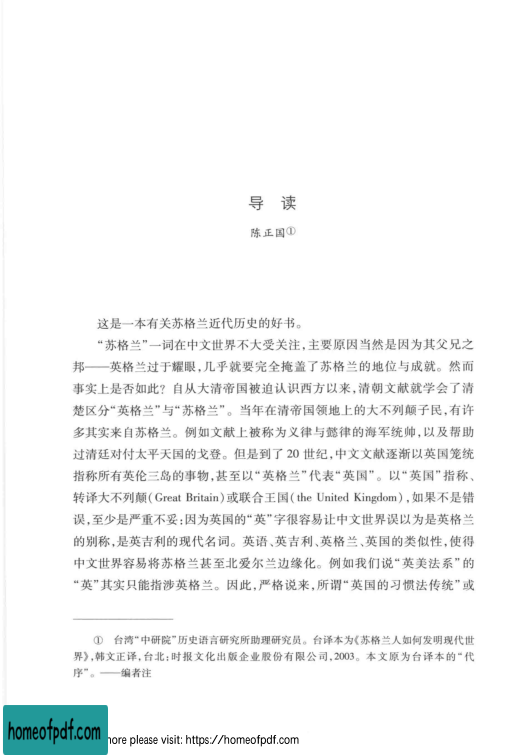 导 读
陈正国①
这是一本有关苏格兰近代历史的好书。
“苏格兰”一词在中文世界不大受关注,主要原因当然是因为其父兄之
邦——英格兰过于耀眼,几乎就要完全掩盖了苏格兰的地位与成就。然而
事实上是否如此?自从大清帝国被迫认识西方以来,清朝文献就学会了清
楚区分“英格兰”与“苏格兰”。当年在清帝国领地上的大不列颠子民,有许
多其实来自苏格兰。例如文献上被称为义律与懿律的海军统帅,以及帮助
过清廷对付太平天国的戈登。但是到了 20 世纪,中文文献逐渐以英国笼统
指称所有英伦三岛的事物,甚至以“英格兰”代表“英国”。以“英国”指称、
转译大不列颠(Great Britain)或联合王国(the United Kingdom),如果不是错
误,至少是严重不妥;因为英国的“英”字很容易让中文世界误以为是英格兰
的别称,是英吉利的现代名词。英语、英吉利、英格兰、英国的类似性,使得
中文世界容易将苏格兰甚至北爱尔兰边缘化。例如我们说“英美法系”的
“英”其实只能指涉英格兰。因此,严格说来,所谓“英国的习惯法传统”或
① 台湾“中研院”历史语言研究所助理研究员。台译本为《苏格兰人如何发明现代世
界》,韩文正译,台北:时报文化出版企业股份有限公司,2003。本文原为台译本的“代
序”。——编者注
homeofpdf.com
more please visit: https://homeofpdf.com